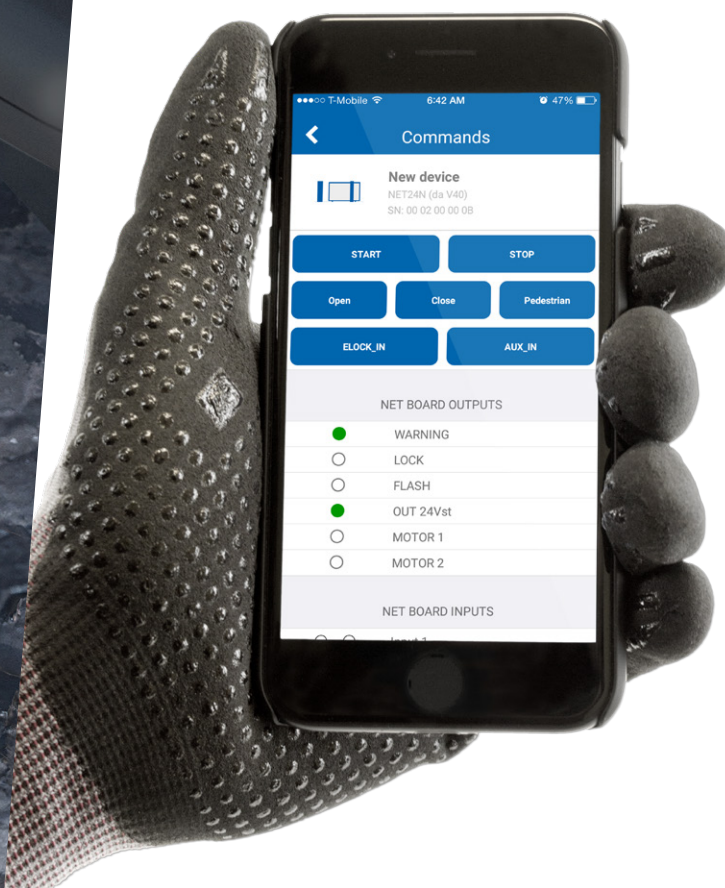 ●●●○○ T-Mobile 6:42 AM 47%
Commands
New device
NET24N (da V40)
SN: 00 02 00 00 0B
START STOP
Open Close Pedestrian
ELOCK_IN AUX_IN
NET BOARD OUTPUTS
WARNING
LOCK
FLASH
OUT 24Vst
MOTOR 1
MOTOR 2
NET BOARD INPUTS
Input 1